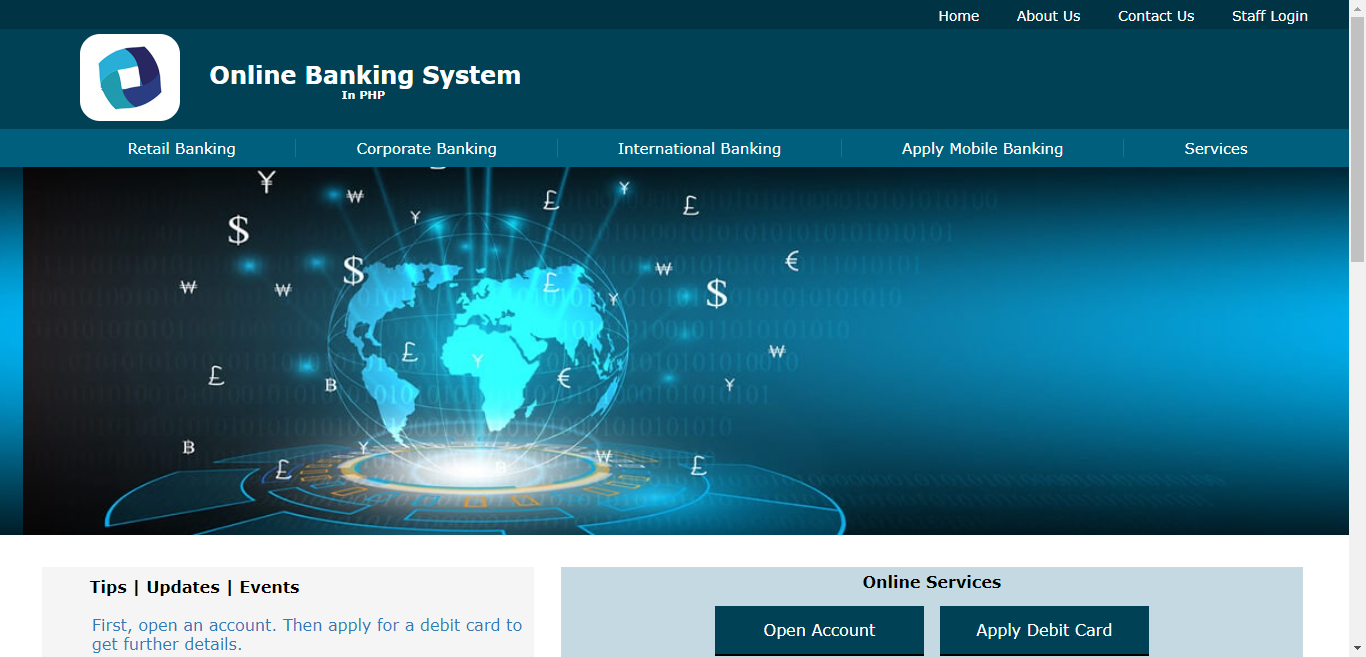 Home About Us Contact Us Staff Login
Online Banking System
In PHP
Retail Banking Corporate Banking International Banking Apply Mobile Banking Services
Tips | Updates | Events
First, open an account. Then apply for a debit card to
get further details.
Online Services
Open Account Apply Debit Card